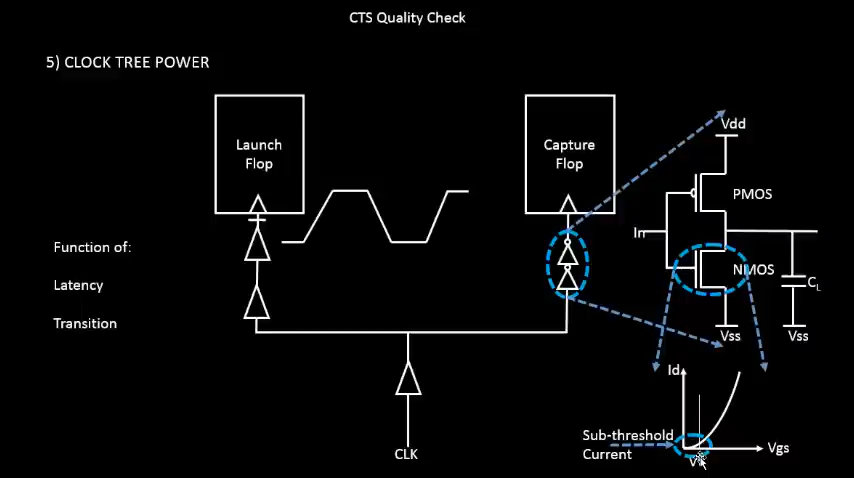 CTS Quality Check
5) CLOCK TREE POWER
Launch
Flop
Capture
Flop
Vdd
PMOS
In
NMOS
CL
Vss
Vss
Function of:
Latency
Transition
CLK
Id
Sub-threshold
Current
Vgs